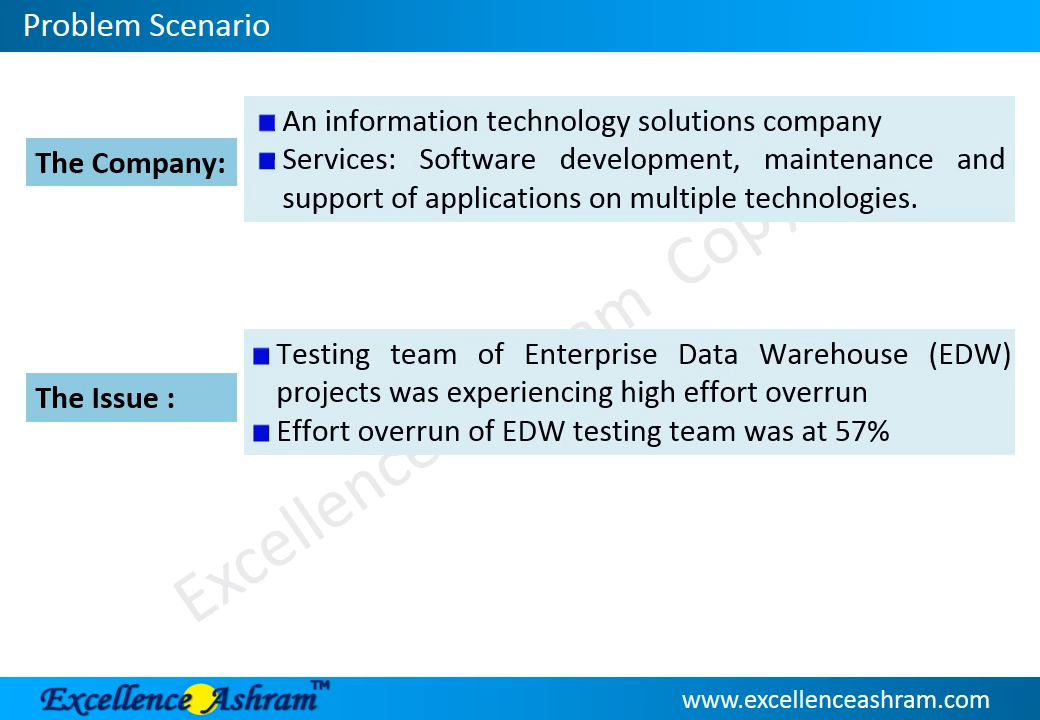 Problem Scenario
The Company:
An information technology solutions company
Services: Software development, maintenance and
support of applications on multiple technologies.
The Issue :
Testing team of Enterprise Data Warehouse (EDW)
projects was experiencing high effort overrun
Effort overrun of EDW testing team was at 57%
Excellence
Excellence Ashram™
www.excellenceashram.com